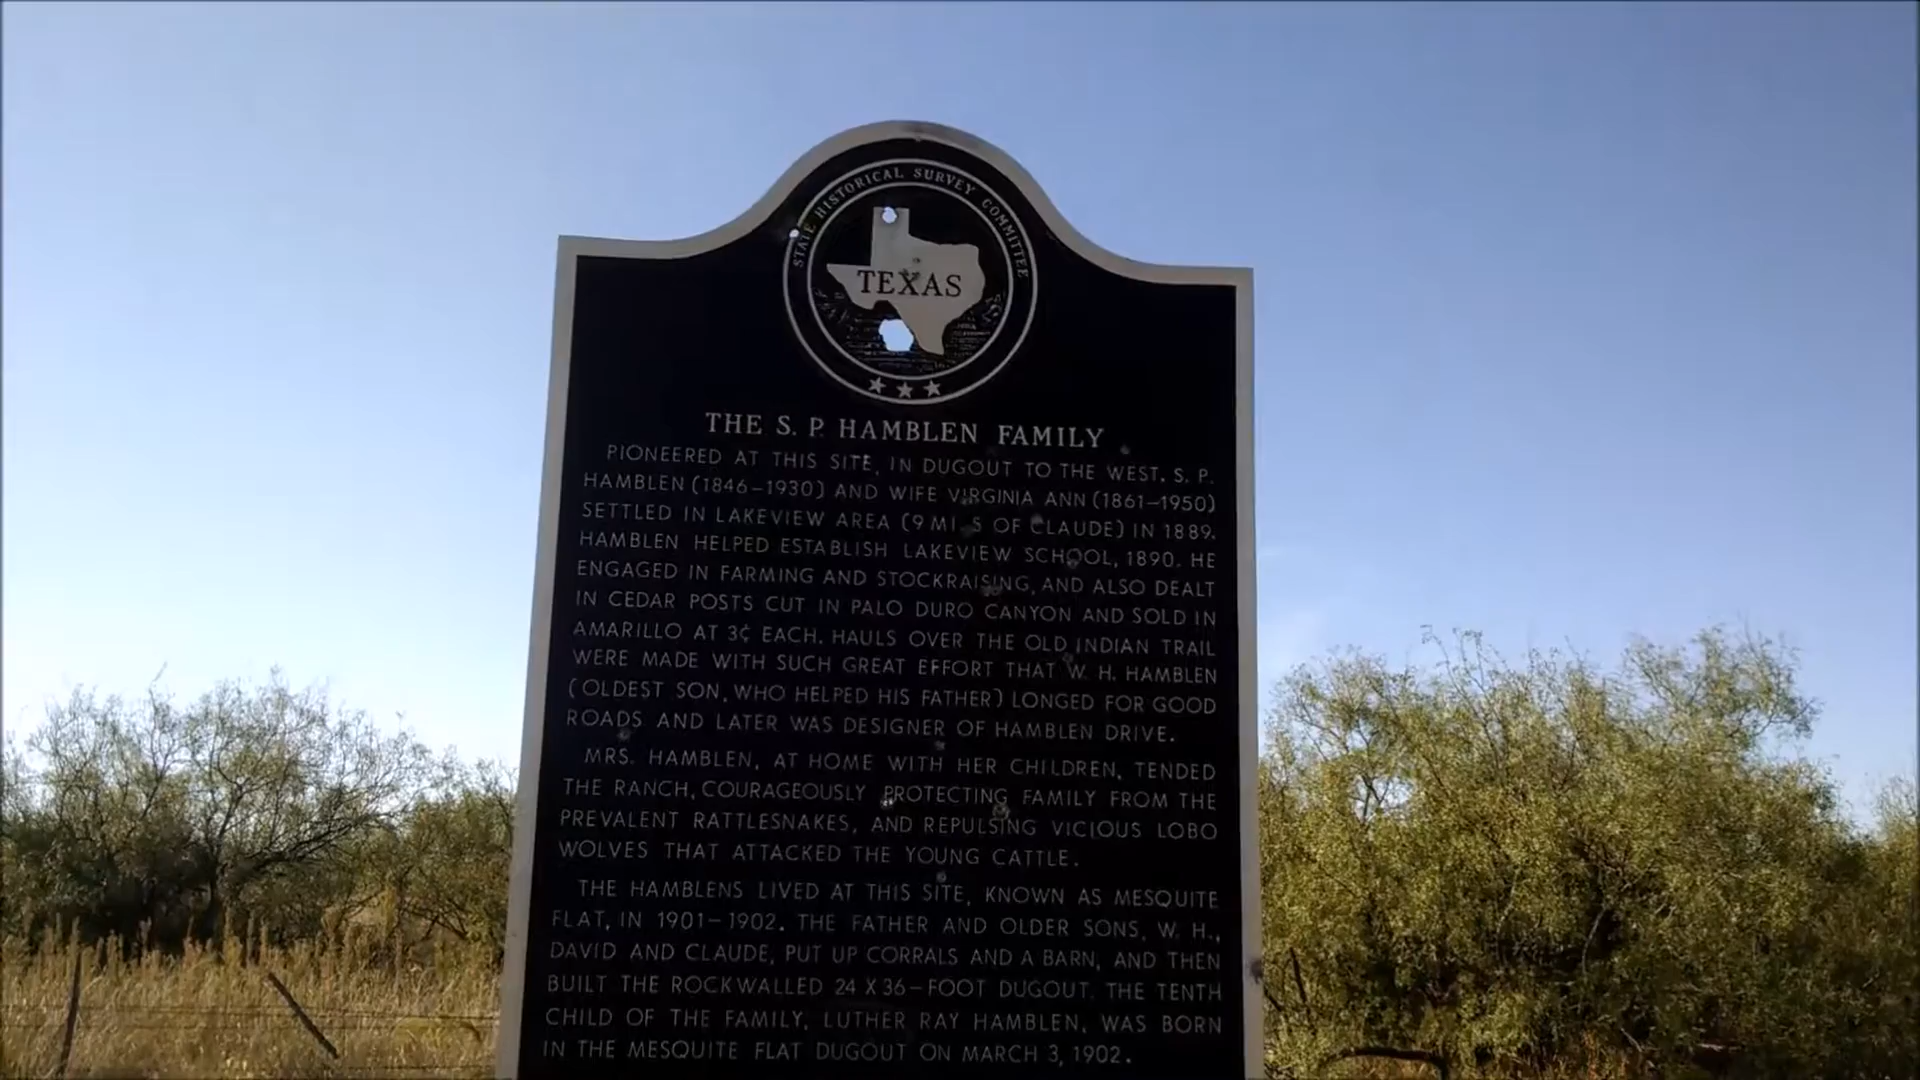 STATE HISTORICAL SURVEY COMMITTEE
TEXAS
THE S. P. HAMBLEN FAMILY
PIONEERED AT THIS SITE, IN DUGOUT TO THE WEST. S. P.
HAMBLEN (1846-1930) AND WIFE VIRGINIA ANN (1861-1950)
SETTLED IN LAKEVIEW AREA (9 MI. S OF CLAUDE) IN 1889.
HAMBLEN HELPED ESTABLISH LAKEVIEW SCHOOL, 1890. HE
ENGAGED IN FARMING AND STOCKRAISING, AND ALSO DEALT
IN CEDAR POSTS CUT IN PALO DURO CANYON AND SOLD IN
AMARILLO AT 3¢ EACH. HAULS OVER THE OLD INDIAN TRAIL
WERE MADE WITH SUCH GREAT EFFORT THAT W. H. HAMBLEN
(OLDEST SON, WHO HELPED HIS FATHER) LONGED FOR GOOD
ROADS AND LATER WAS DESIGNER OF HAMBLEN DRIVE.
MRS. HAMBLEN, AT HOME WITH HER CHILDREN, TENDED
THE RANCH, COURAGEOUSLY PROTECTING FAMILY FROM THE
PREVALENT RATTLESNAKES, AND REPULSING VICIOUS LOBO
WOLVES THAT ATTACKED THE YOUNG CATTLE.
THE HAMBLENS LIVED AT THIS SITE, KNOWN AS MESQUITE
FLAT, IN 1901-1902. THE FATHER AND OLDER SONS, W. H.,
DAVID AND CLAUDE, PUT UP CORRALS AND A BARN, AND THEN
BUILT THE ROCKWALLED 24 X 36-FOOT DUGOUT. THE TENTH
CHILD OF THE FAMILY, LUTHER RAY HAMBLEN, WAS BORN
IN THE MESQUITE FLAT DUGOUT ON MARCH 3, 1902.